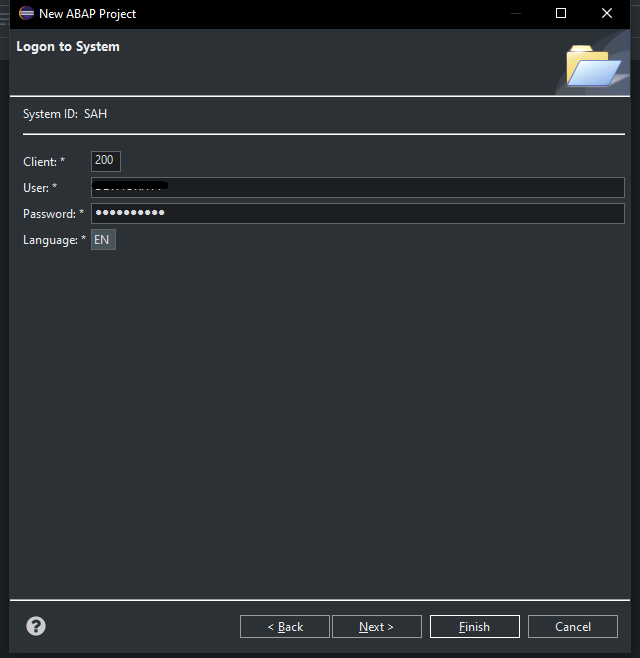 New ABAP Project
Logon to System
System ID: SAH
Client: * 200
User: *
Password: * ●●●●●●●●●●
Language: * EN
?
< Back Next > Finish Cancel